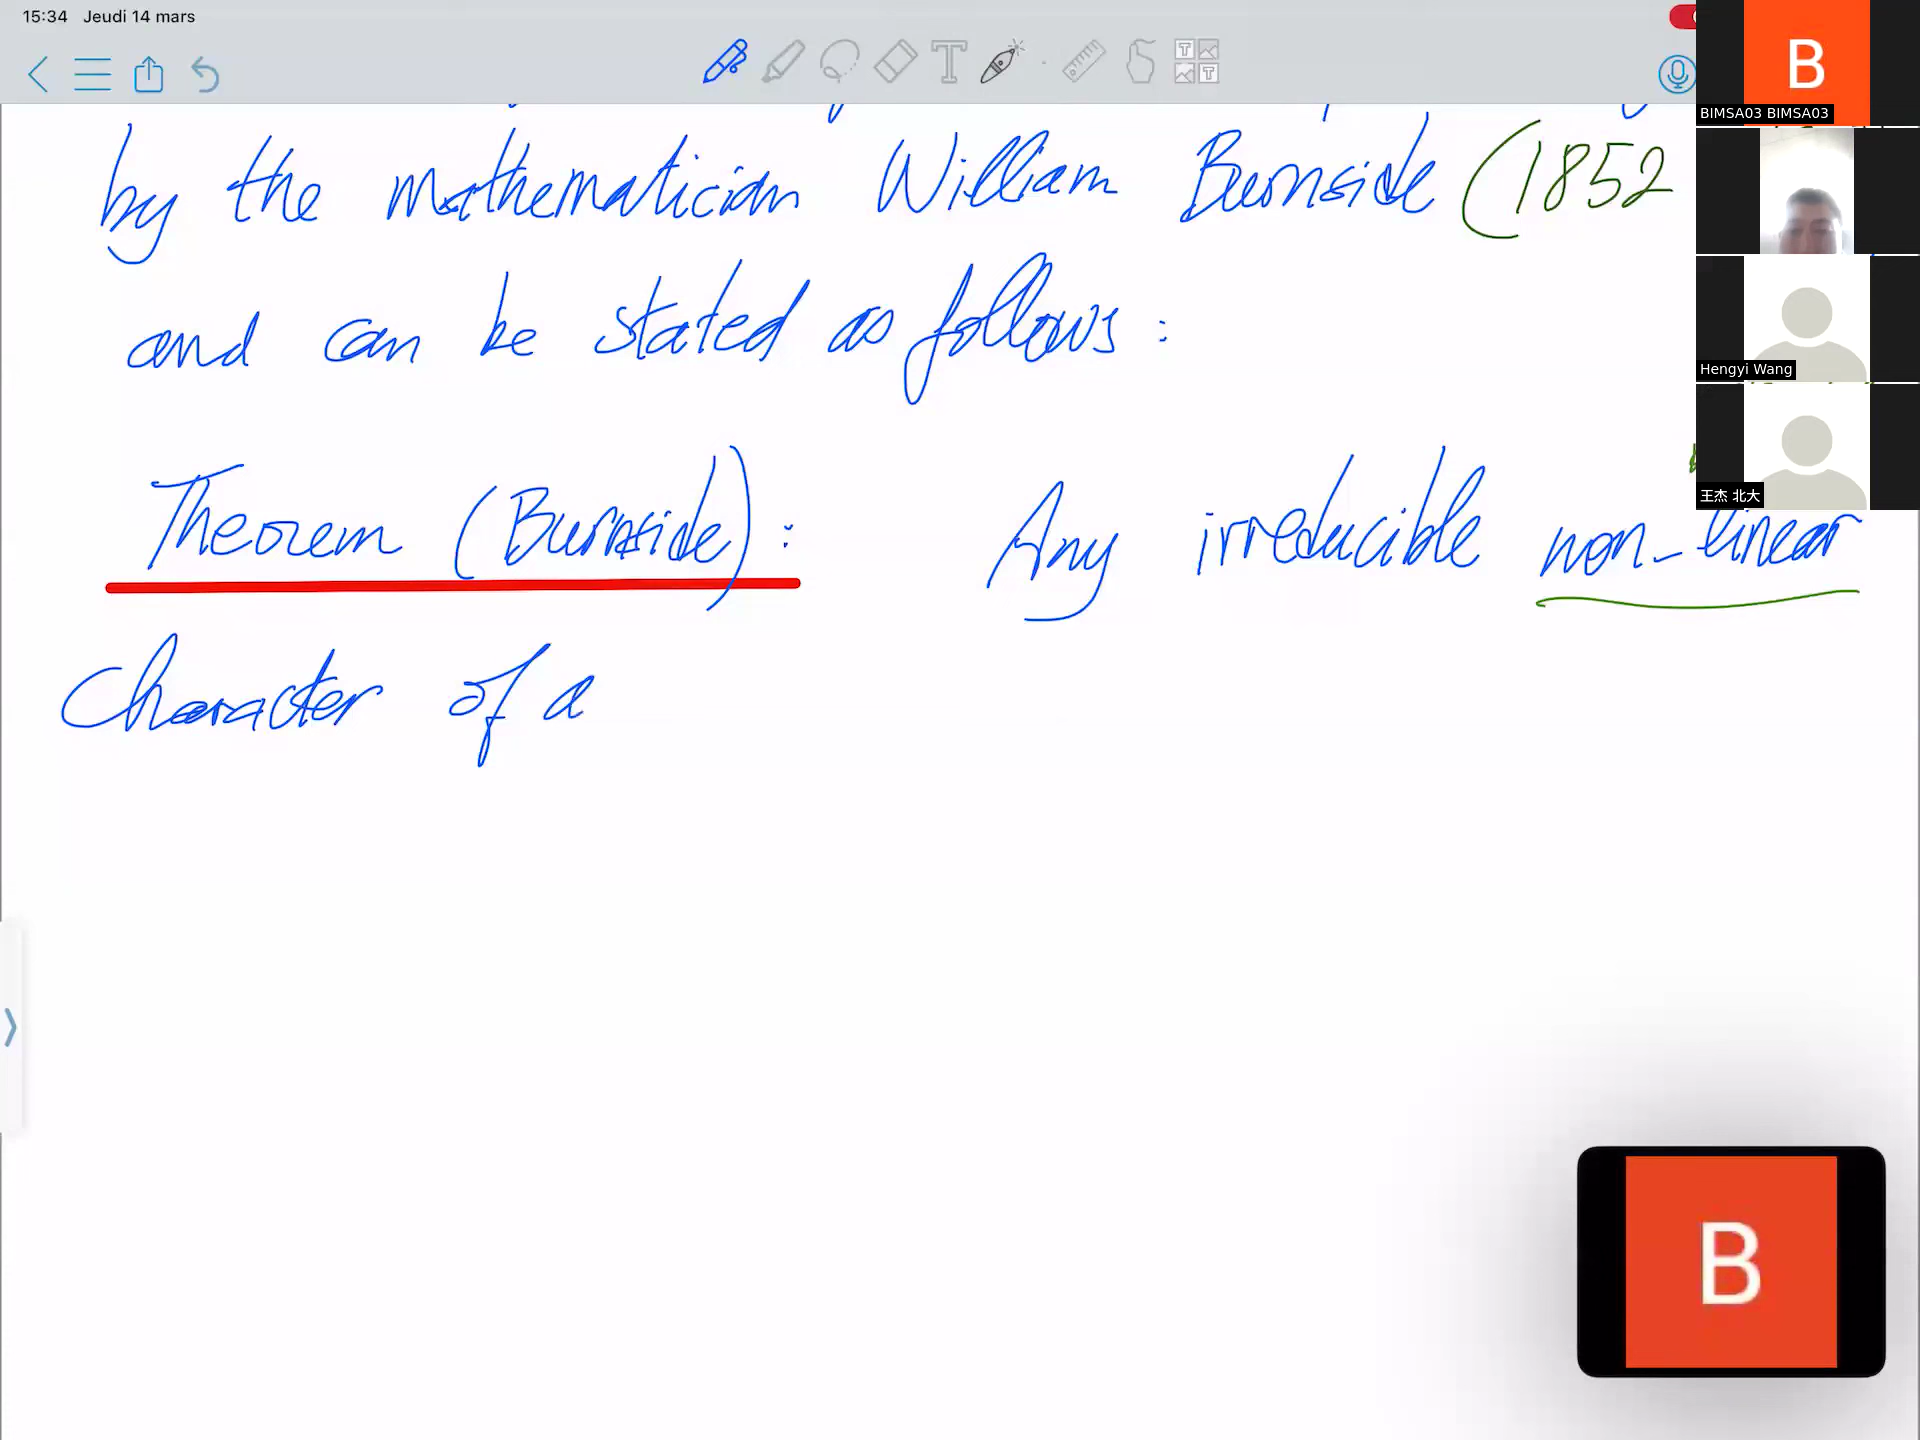 15:34 Jeudi 14 mars
B
BIMSA03 BIMSA03
by the mathematician William Burnside (1852
and can be stated as follows:
Hengyi Wang
王杰 北大
Theorem (Burnside): Any irreducible non-linear
character of a
B